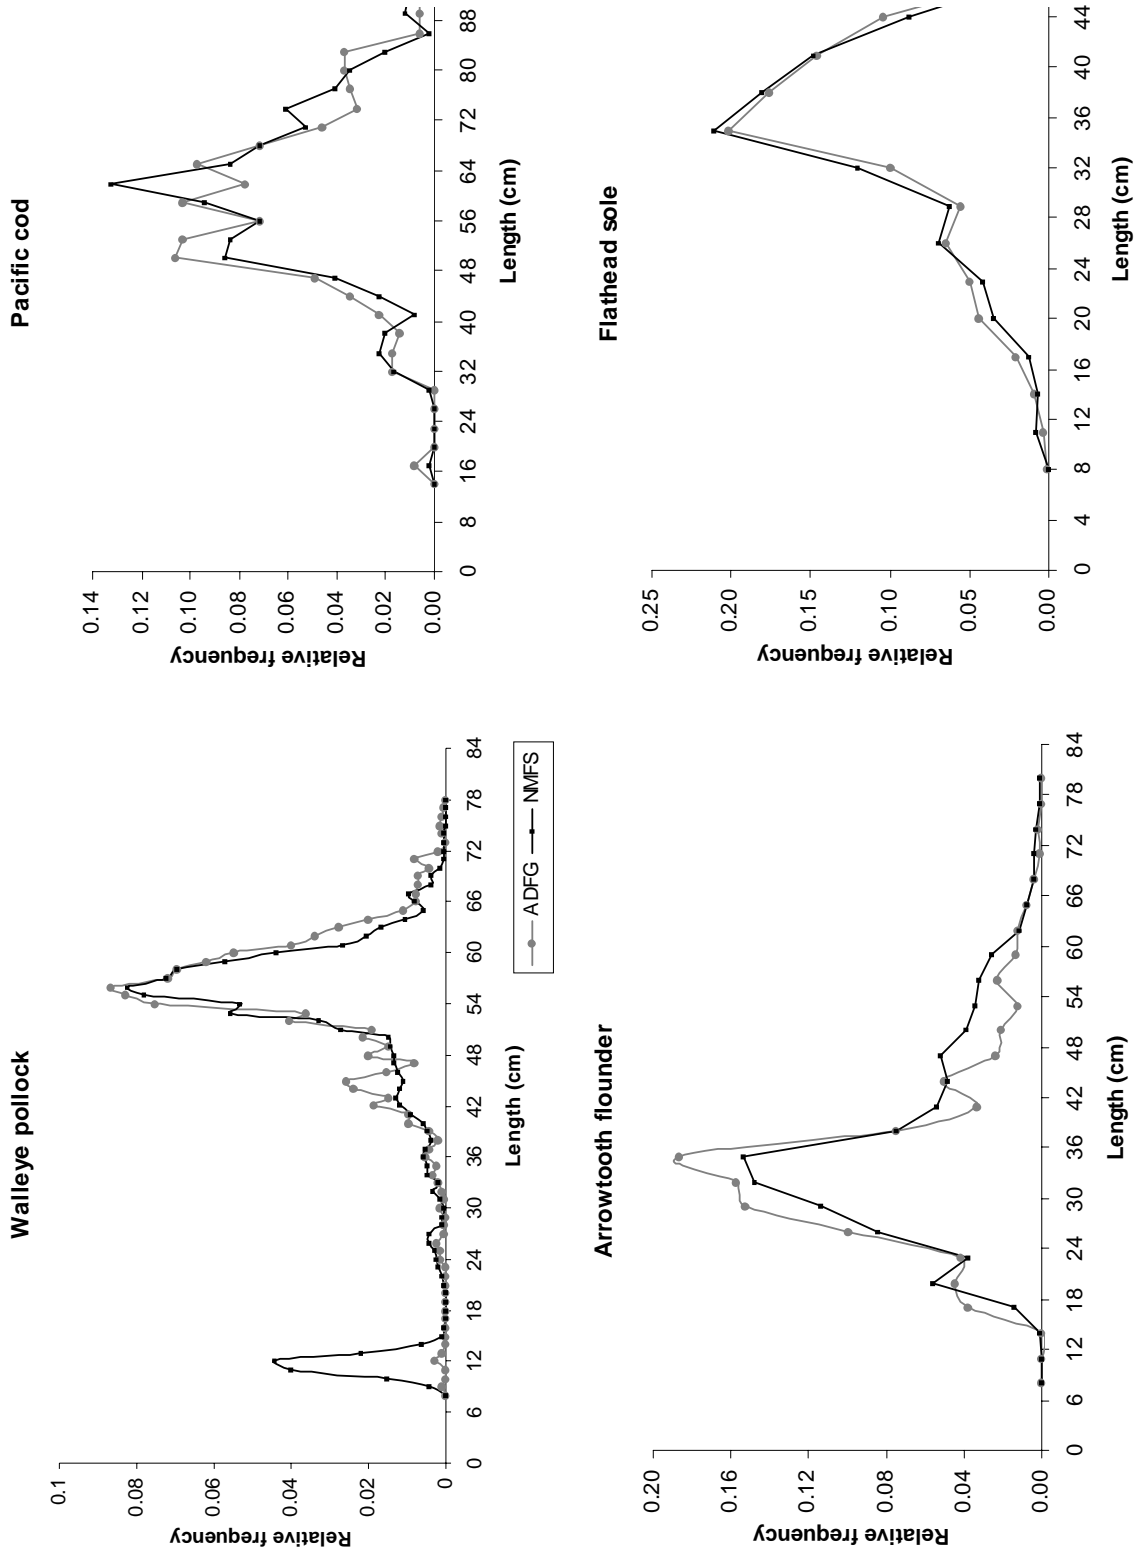 Walleye pollock
Relative frequency
0.1
0.08
0.06
0.04
0.02
0
0 6 12 18 24 30 36 42 48 54 60 66 72 78 84
Length (cm)
ADFG NMFS
Pacific cod
Relative frequency
0.14
0.12
0.10
0.08
0.06
0.04
0.02
0.00
0 8 16 24 32 40 48 56 64 72 80 88
Length (cm)
Arrowtooth flounder
Relative frequency
0.20
0.16
0.12
0.08
0.04
0.00
0 6 12 18 24 30 36 42 48 54 60 66 72 78 84
Length (cm)
Flathead sole
Relative frequency
0.25
0.20
0.15
0.10
0.05
0.00
0 4 8 12 16 20 24 28 32 36 40 44
Length (cm)